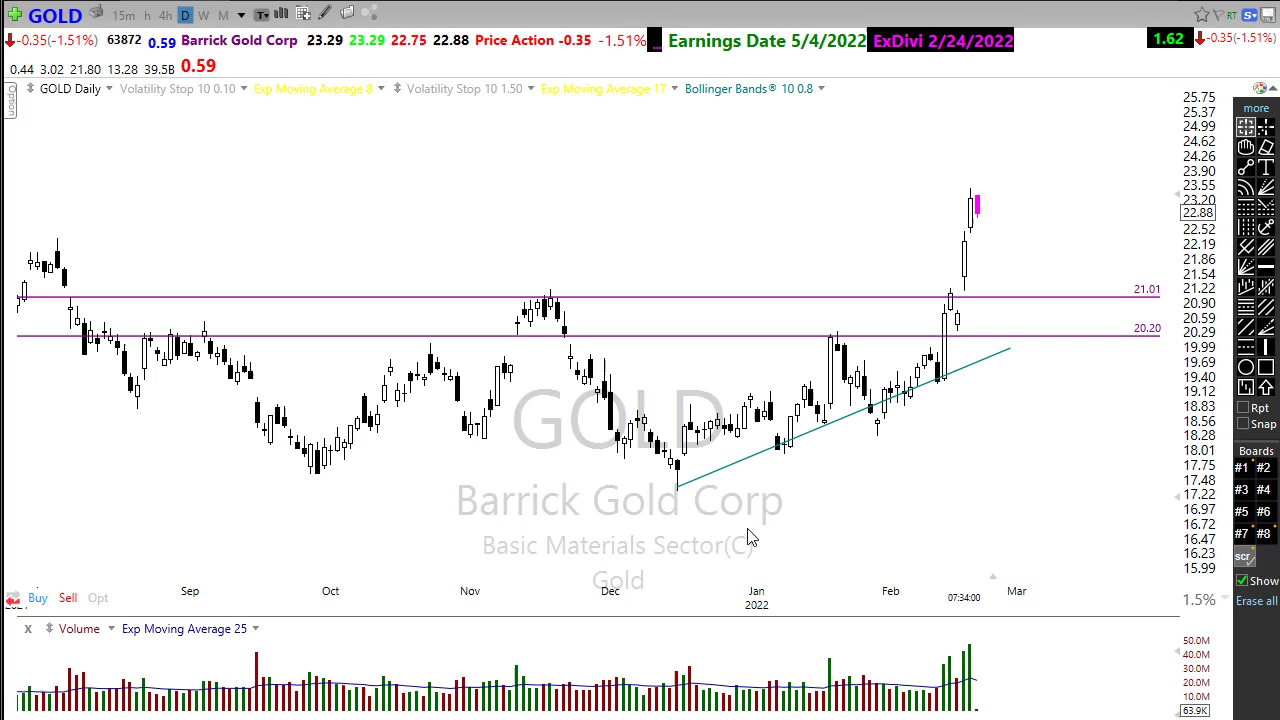 GOLD 15m h 4h D W M T RT S
-0.35(-1.51%) 63872 0.59 Barrick Gold Corp 23.29 23.29 22.75 22.88 Price Action -0.35 -1.51% ... Earnings Date 5/4/2022 ExDivi 2/24/2022 1.62 -0.35(-1.51%)
0.44 3.02 21.80 13.28 39.5B 0.59
Option
GOLD Daily Volatility Stop 10 0.10 Exp Moving Average 8 Volatility Stop 10 1.50 Exp Moving Average 17 Bollinger Bands® 10 0.8
25.75
25.37
24.99
24.62
24.26
23.90
23.55
23.20
22.88
22.52
22.19
21.86
21.54
21.22
20.90
20.59
20.29
19.99
19.69
19.40
19.12
18.83
18.56
18.28
18.01
17.75
17.48
17.22
16.97
16.72
16.47
16.23
15.99
21.01
20.20
GOLD
Barrick Gold Corp
Basic Materials Sector(C)
Gold
Sep Oct Nov Dec Jan Feb Mar
2022 07:34:00
Buy Sell Opt 1.5%
X Volume Exp Moving Average 25
50.0M
40.0M
30.0M
20.0M
10.0M
63.9K
more
T
Rpt
Snap
Boards
#1 #2
#3 #4
#5 #6
#7 #8
scr
Show
Erase all